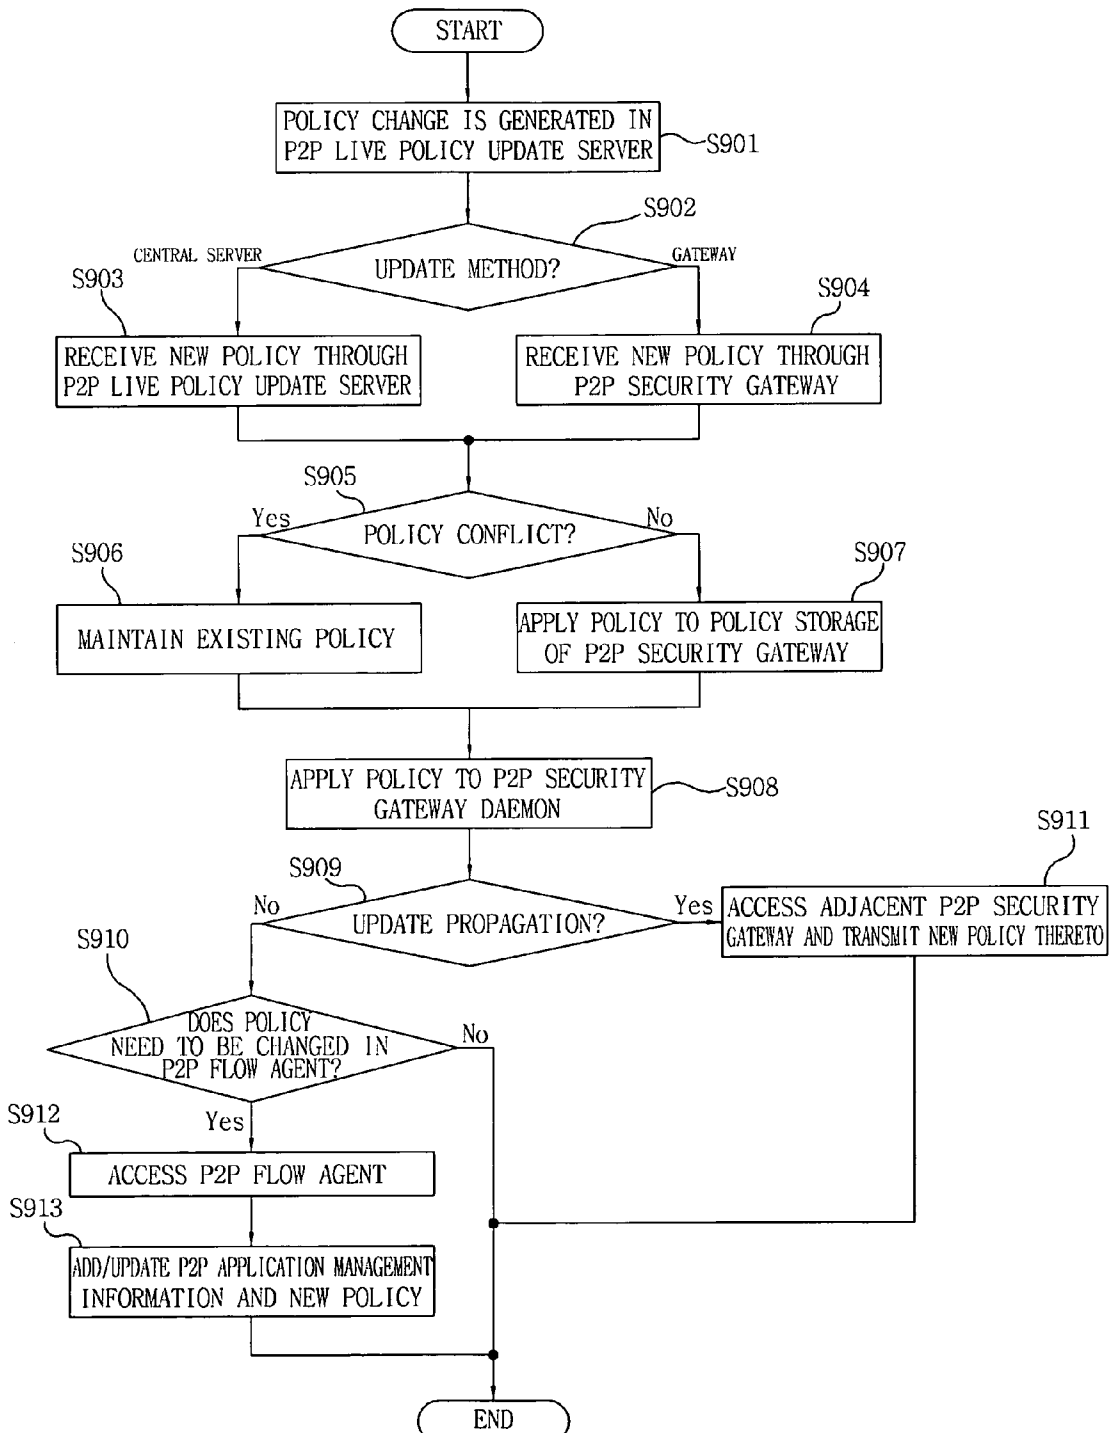 START
POLICY CHANGE IS GENERATED IN
P2P LIVE POLICY UPDATE SERVER
S901
S902
CENTRAL SERVER
UPDATE METHOD?
GATEWAY
S903
S904
RECEIVE NEW POLICY THROUGH
P2P LIVE POLICY UPDATE SERVER
RECEIVE NEW POLICY THROUGH
P2P SECURITY GATEWAY
S905
Yes
POLICY CONFLICT?
No
S906
S907
MAINTAIN EXISTING POLICY
APPLY POLICY TO POLICY STORAGE
OF P2P SECURITY GATEWAY
APPLY POLICY TO P2P SECURITY
GATEWAY DAEMON
S908
S909
S911
No
UPDATE PROPAGATION?
Yes
ACCESS ADJACENT P2P SECURITY
GATEWAY AND TRANSMIT NEW POLICY THERETO
S910
DOES POLICY
NEED TO BE CHANGED IN
P2P FLOW AGENT?
No
Yes
S912
ACCESS P2P FLOW AGENT
S913
ADD/UPDATE P2P APPLICATION MANAGEMENT
INFORMATION AND NEW POLICY
END